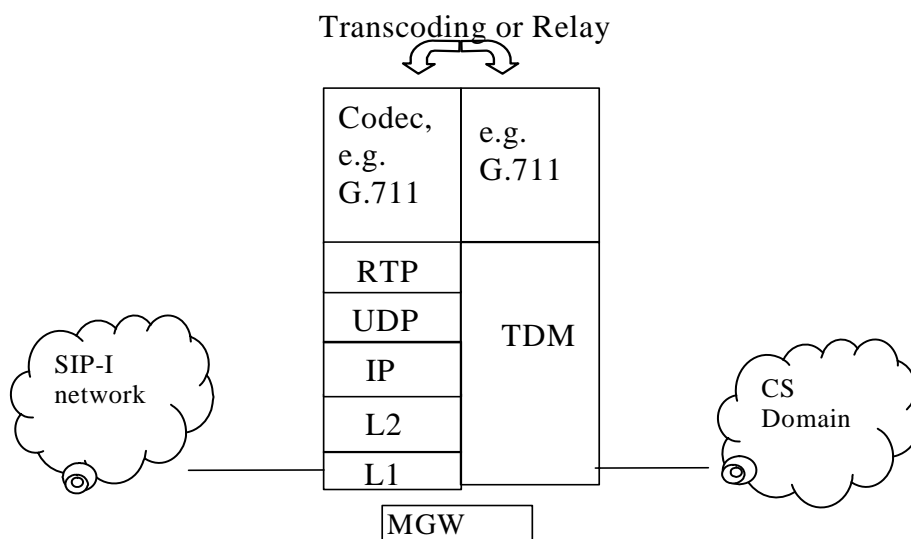 Transcoding or Relay
Codec,
e.g.
G.711
e.g.
G.711
RTP
UDP
IP
L2
L1
TDM
SIP-I
network
CS
Domain
MGW